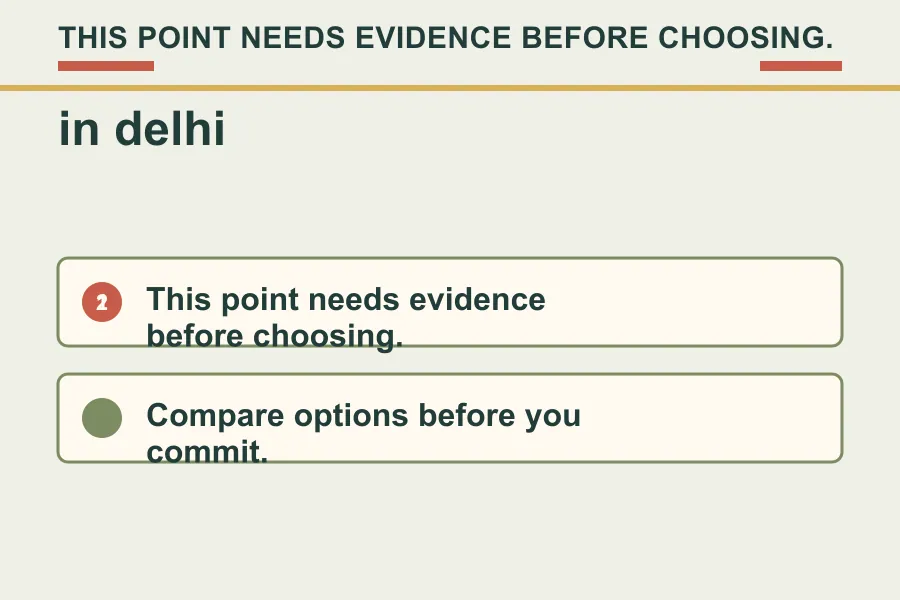 THIS POINT NEEDS EVIDENCE BEFORE CHOOSING.
in delhi
2
This point needs evidence
before choosing.
Compare options before you
commit.